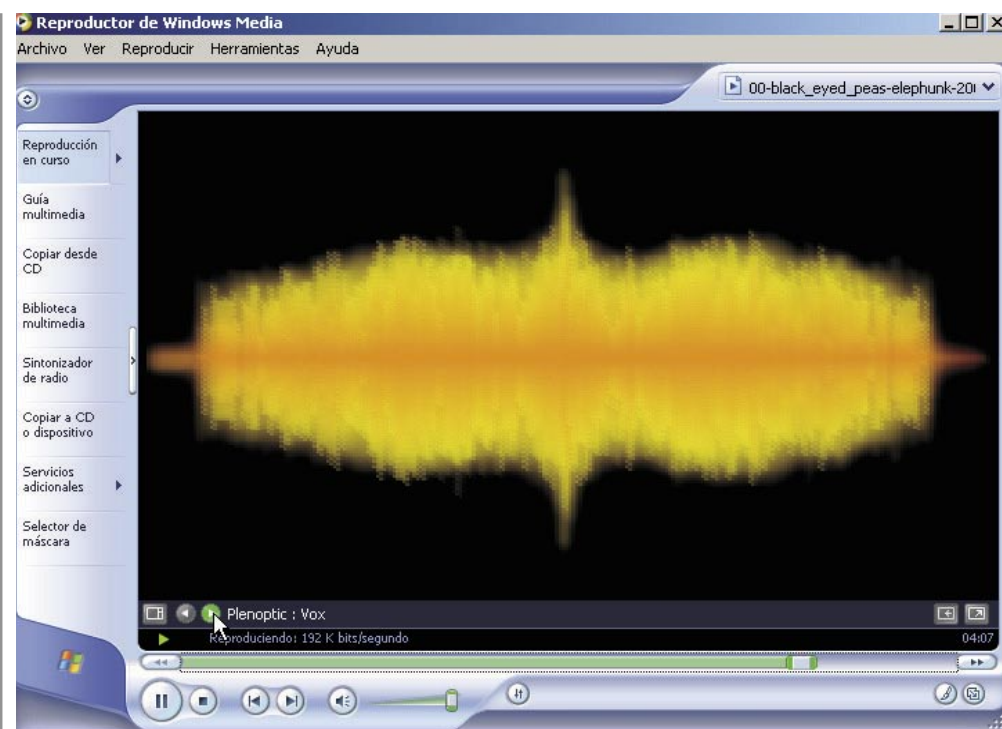 Reproductor de Windows Media
Archivo Ver Reproducir Herramientas Ayuda
00-black_eyed_peas-elephunk-20
Reproducción
en curso
Guía
multimedia
Copiar desde
CD
Biblioteca
multimedia
Sintonizador
de radio
Copiar a CD
o dispositivo
Servicios
adicionales
Selector de
máscara
Plenoptic : Vox
Reproduciendo: 192 K bits/segundo
04:07